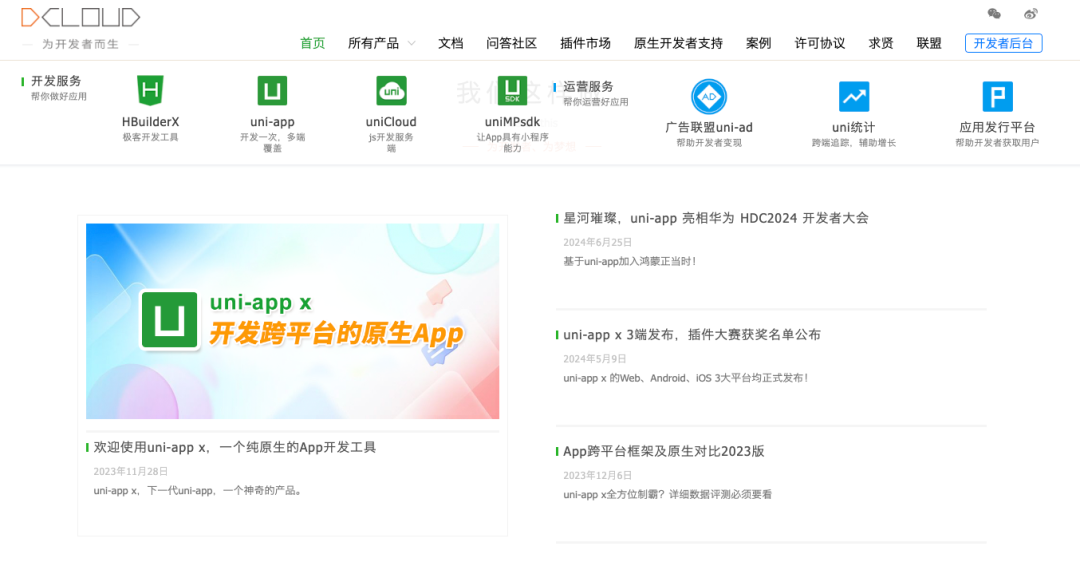 DCLOUD
为开发者而生
首页 所有产品 文档 问答社区 插件市场 原生开发者支持 案例 许可协议 求贤 联盟 开发者后台
开发服务
帮你做好应用
HBuilderX
极客开发工具
uni-app
开发一次，多端
覆盖
uni
uniCloud
js开发服务
端
SDK
uniMPsdk
让App具有小程序
能力
运营服务
帮你运营好应用
AD
广告联盟uni-ad
帮助开发者变现
uni统计
跨端追踪，辅助增长
应用发行平台
帮助开发者获取用户
uni-app x
开发跨平台的原生App
欢迎使用uni-app x，一个纯原生的App开发工具
2023年11月28日
uni-app x，下一代uni-app，一个神奇的产品。
星河璀璨，uni-app 亮相华为 HDC2024 开发者大会
2024年6月25日
基于uni-app加入鸿蒙正当时！
uni-app x 3端发布，插件大赛获奖名单公布
2024年5月9日
uni-app x 的Web、Android、iOS 3大平台均正式发布！
App跨平台框架及原生对比2023版
2023年12月6日
uni-app x全方位制霸？详细数据评测必须要看